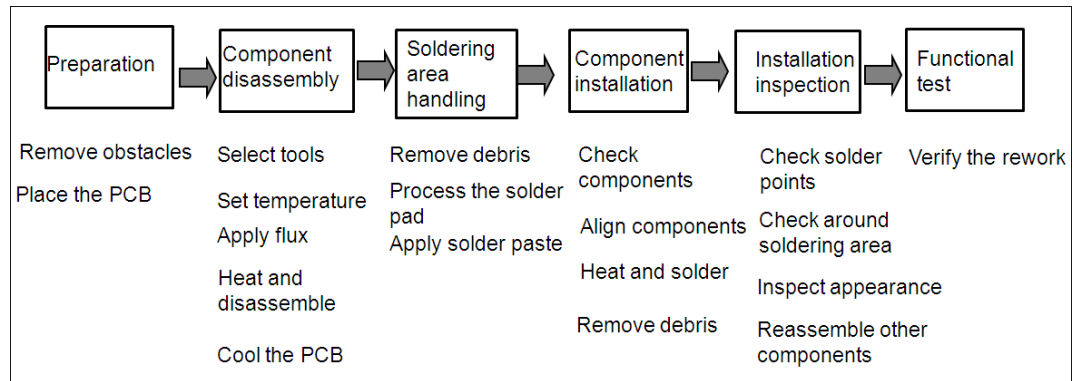 Preparation
Component
disassembly
Soldering
area
handling
Component
installation
Installation
inspection
Functional
test
Remove obstacles
Place the PCB
Select tools
Set temperature
Apply flux
Heat and
disassemble
Cool the PCB
Remove debris
Process the solder
pad
Apply solder paste
Check
components
Align components
Heat and solder
Remove debris
Check solder
points
Check around
soldering area
Inspect appearance
Reassemble other
components
Verify the rework